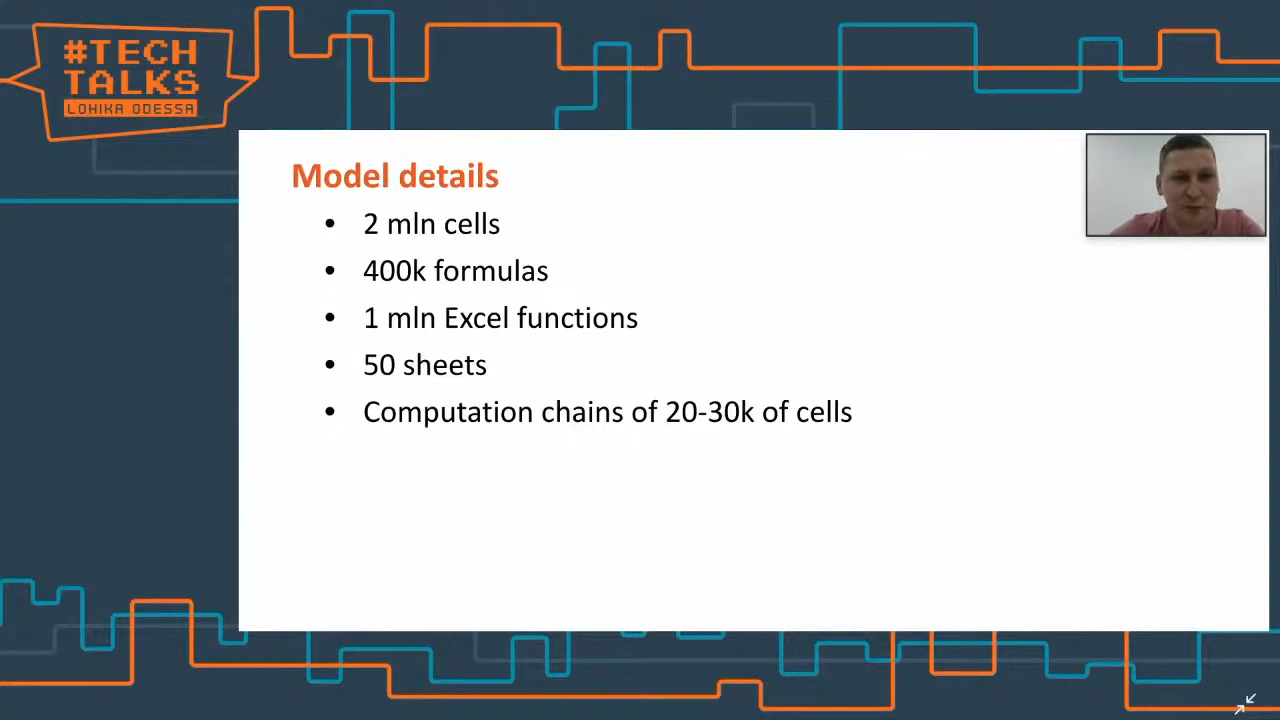 #TECH
TALKS
LOHIKA ODESSA
Model details
• 2 mln cells
• 400k formulas
• 1 mln Excel functions
• 50 sheets
• Computation chains of 20-30k of cells